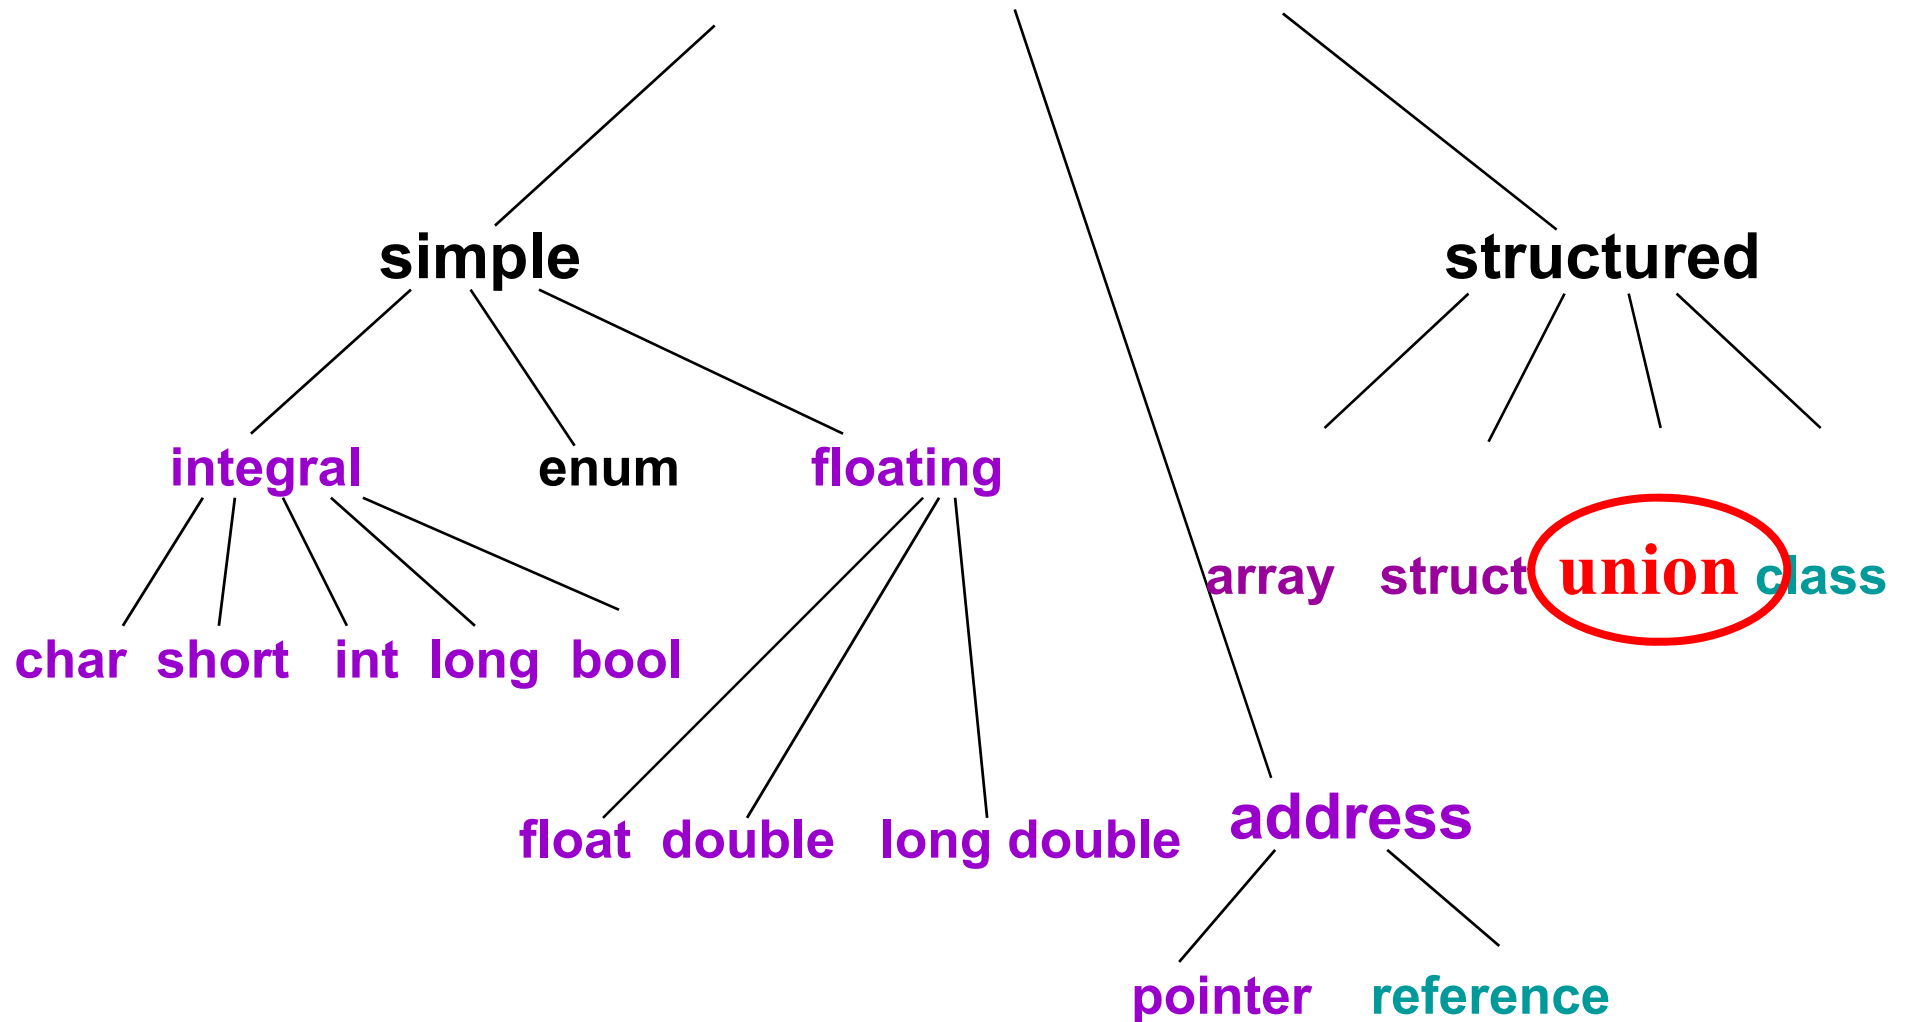 simple structured
integral enum floating
array struct union class
char short int long bool
float double long double address
pointer reference